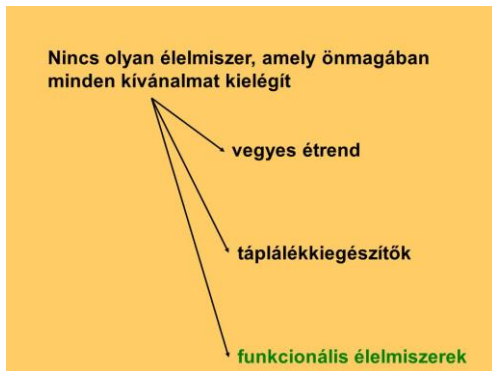 Nincs olyan élelmiszer, amely önmagában
minden kívánalmat kielégít
vegyes étrend
táplálékkiegészítők
funkcionális élelmiszerek